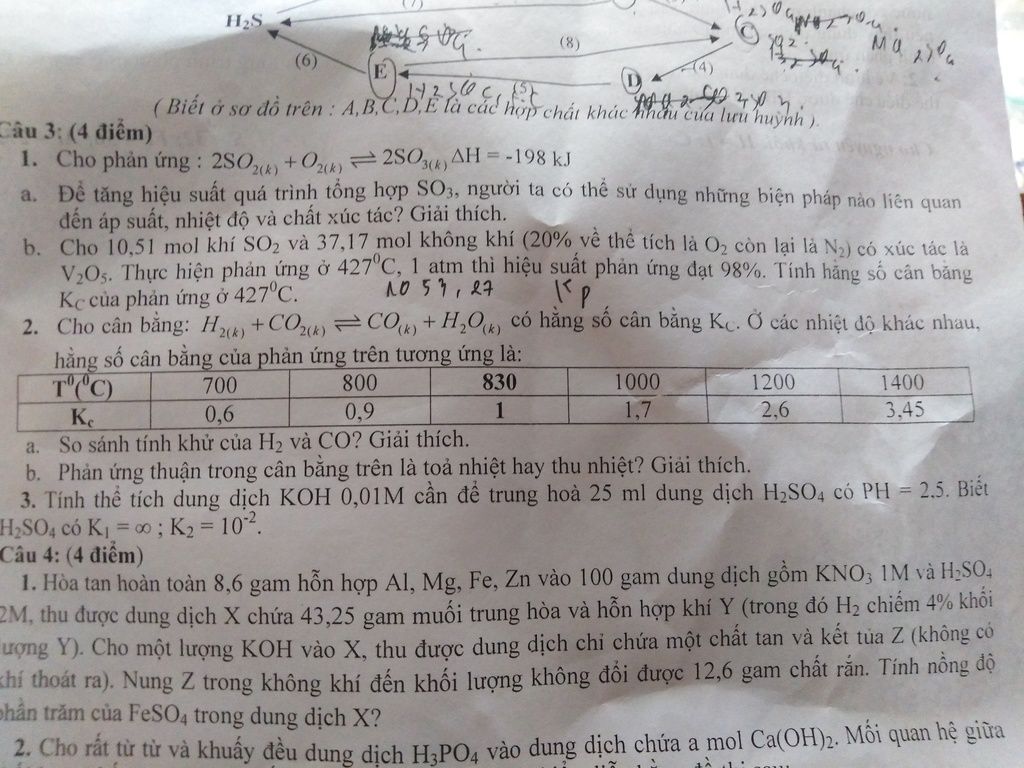 H₂S
(8)
(6)
E
(5)
D
(4)
C
( Biết ở sơ đồ trên : A,B,C,D,E là các hợp chất khác nhau của lưu huỳnh ).
Câu 3: (4 điểm)
1. Cho phản ứng : 2SO₂₍ₖ₎ + O₂₍ₖ₎ ⇌ 2SO₃₍ₖ₎ ΔH = -198 kJ
a. Để tăng hiệu suất quá trình tổng hợp SO₃, người ta có thể sử dụng những biện pháp nào liên quan
đến áp suất, nhiệt độ và chất xúc tác? Giải thích.
b. Cho 10,51 mol khí SO₂ và 37,17 mol không khí (20% về thể tích là O₂ còn lại là N₂) có xúc tác là
V₂O₅. Thực hiện phản ứng ở 427⁰C, 1 atm thì hiệu suất phản ứng đạt 98%. Tính hằng số cân bằng
K_C của phản ứng ở 427⁰C.
2. Cho cân bằng: H₂₍ₖ₎ + CO₂₍ₖ₎ ⇌ CO₍ₖ₎ + H₂O₍ₖ₎ có hằng số cân bằng K_C. Ở các nhiệt độ khác nhau,
hằng số cân bằng của phản ứng trên tương ứng là:
T⁰(⁰C) 700 800 830 1000 1200 1400
K_c 0,6 0,9 1 1,7 2,6 3,45
a. So sánh tính khử của H₂ và CO? Giải thích.
b. Phản ứng thuận trong cân bằng trên là toả nhiệt hay thu nhiệt? Giải thích.
3. Tính thể tích dung dịch KOH 0,01M cần để trung hoà 25 ml dung dịch H₂SO₄ có PH = 2.5. Biết
H₂SO₄ có K₁ = ∞ ; K₂ = 10⁻².
Câu 4: (4 điểm)
1. Hòa tan hoàn toàn 8,6 gam hỗn hợp Al, Mg, Fe, Zn vào 100 gam dung dịch gồm KNO₃ 1M và H₂SO₄
2M, thu được dung dịch X chứa 43,25 gam muối trung hòa và hỗn hợp khí Y (trong đó H₂ chiếm 4% khối
lượng Y). Cho một lượng KOH vào X, thu được dung dịch chỉ chứa một chất tan và kết tủa Z (không có
khí thoát ra). Nung Z trong không khí đến khối lượng không đổi được 12,6 gam chất rắn. Tính nồng độ
phần trăm của FeSO₄ trong dung dịch X?
2. Cho rất từ từ và khuấy đều dung dịch H₃PO₄ vào dung dịch chứa a mol Ca(OH)₂. Mối quan hệ giữa